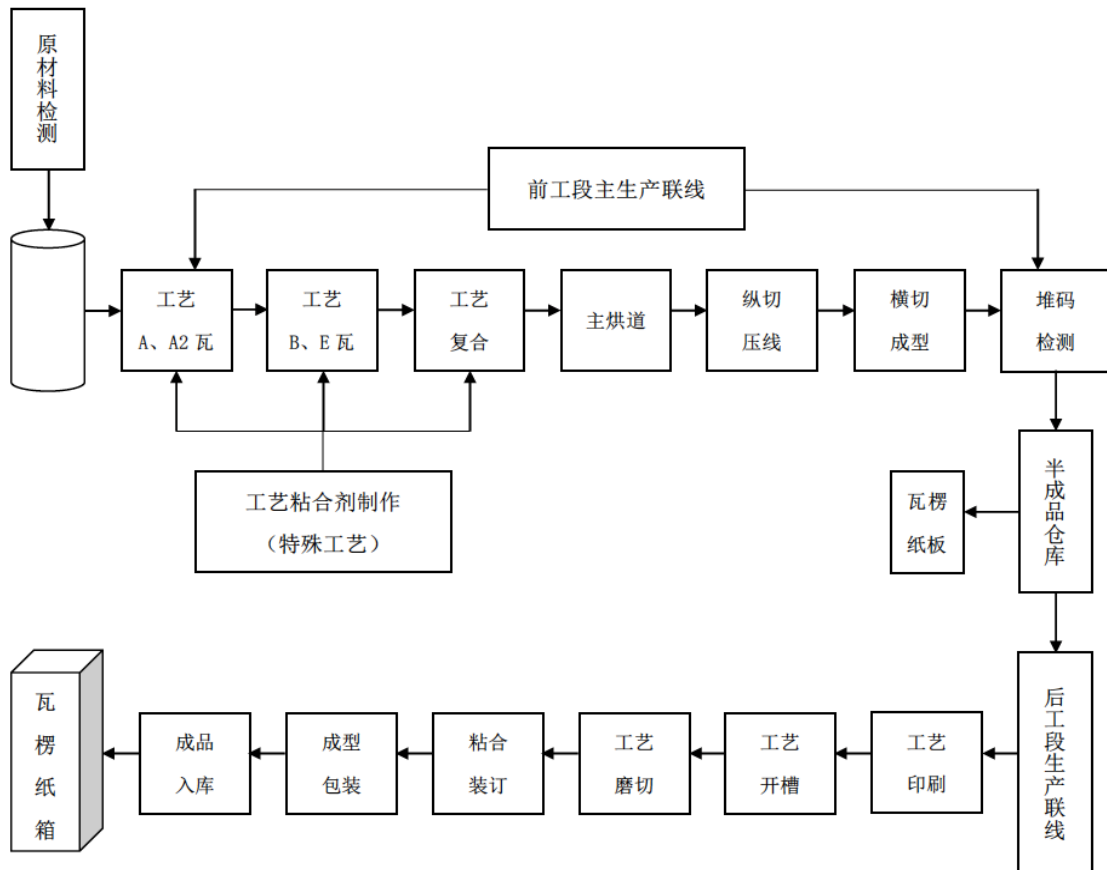 原材料检测
前工段主生产联线
工艺
A、A2 瓦
工艺
B、E 瓦
工艺
复合
主烘道
纵切
压线
横切
成型
堆码
检测
工艺粘合剂制作
（特殊工艺）
瓦楞
纸板
半成品仓库
后工段生产联线
工艺
印刷
工艺
开槽
工艺
磨切
粘合
装订
成型
包装
成品
入库
瓦楞纸箱